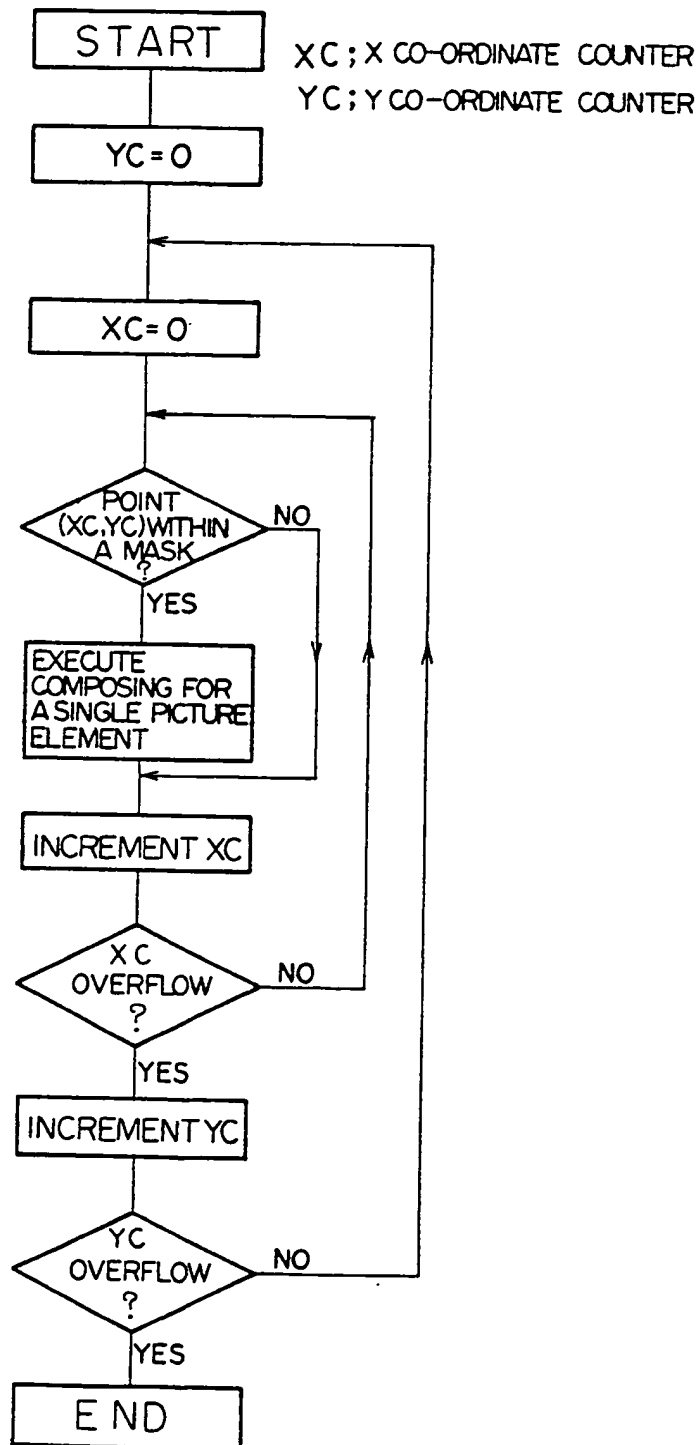 START
XC; X CO-ORDINATE COUNTER
YC; Y CO-ORDINATE COUNTER
YC=0
XC=0
POINT
(XC,YC) WITHIN
A MASK
?
NO
YES
EXECUTE
COMPOSING FOR
A SINGLE PICTURE
ELEMENT
INCREMENT XC
XC
OVERFLOW
?
NO
YES
INCREMENT YC
YC
OVERFLOW
?
NO
YES
END